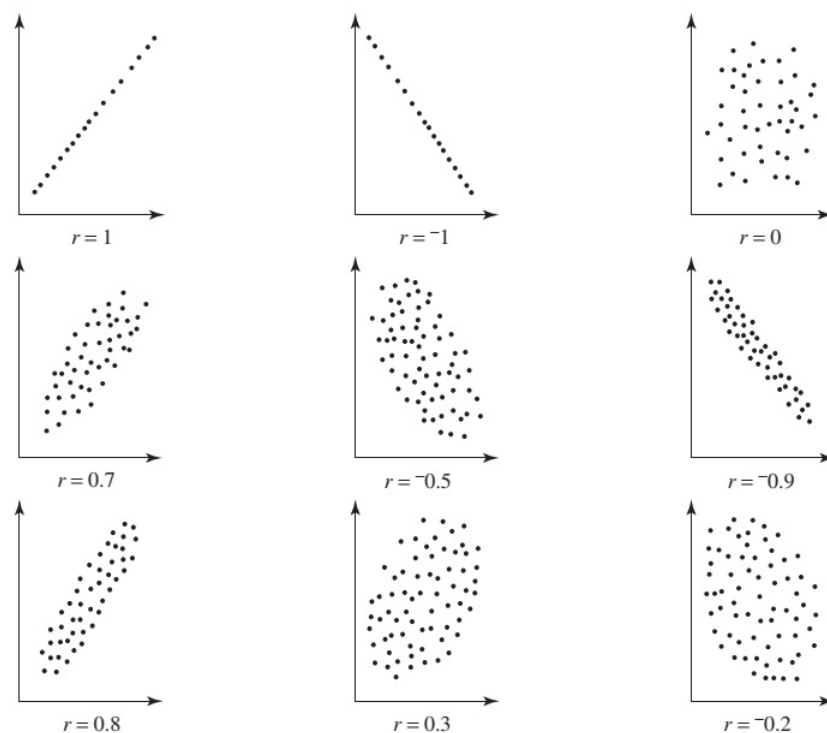 r = 1
r = ⁻1
r = 0
r = 0.7
r = ⁻0.5
r = ⁻0.9
r = 0.8
r = 0.3
r = ⁻0.2